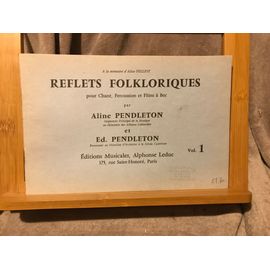 A la mémoire d'Aline PELLIOT
REFLETS FOLKLORIQUES
pour Chant, Percussion et Flûte à Bec
par
Aline PENDLETON
et
Ed. PENDLETON
Vol. 1
Éditions Musicales, Alphonse Leduc
175, rue Saint-Honoré, Paris